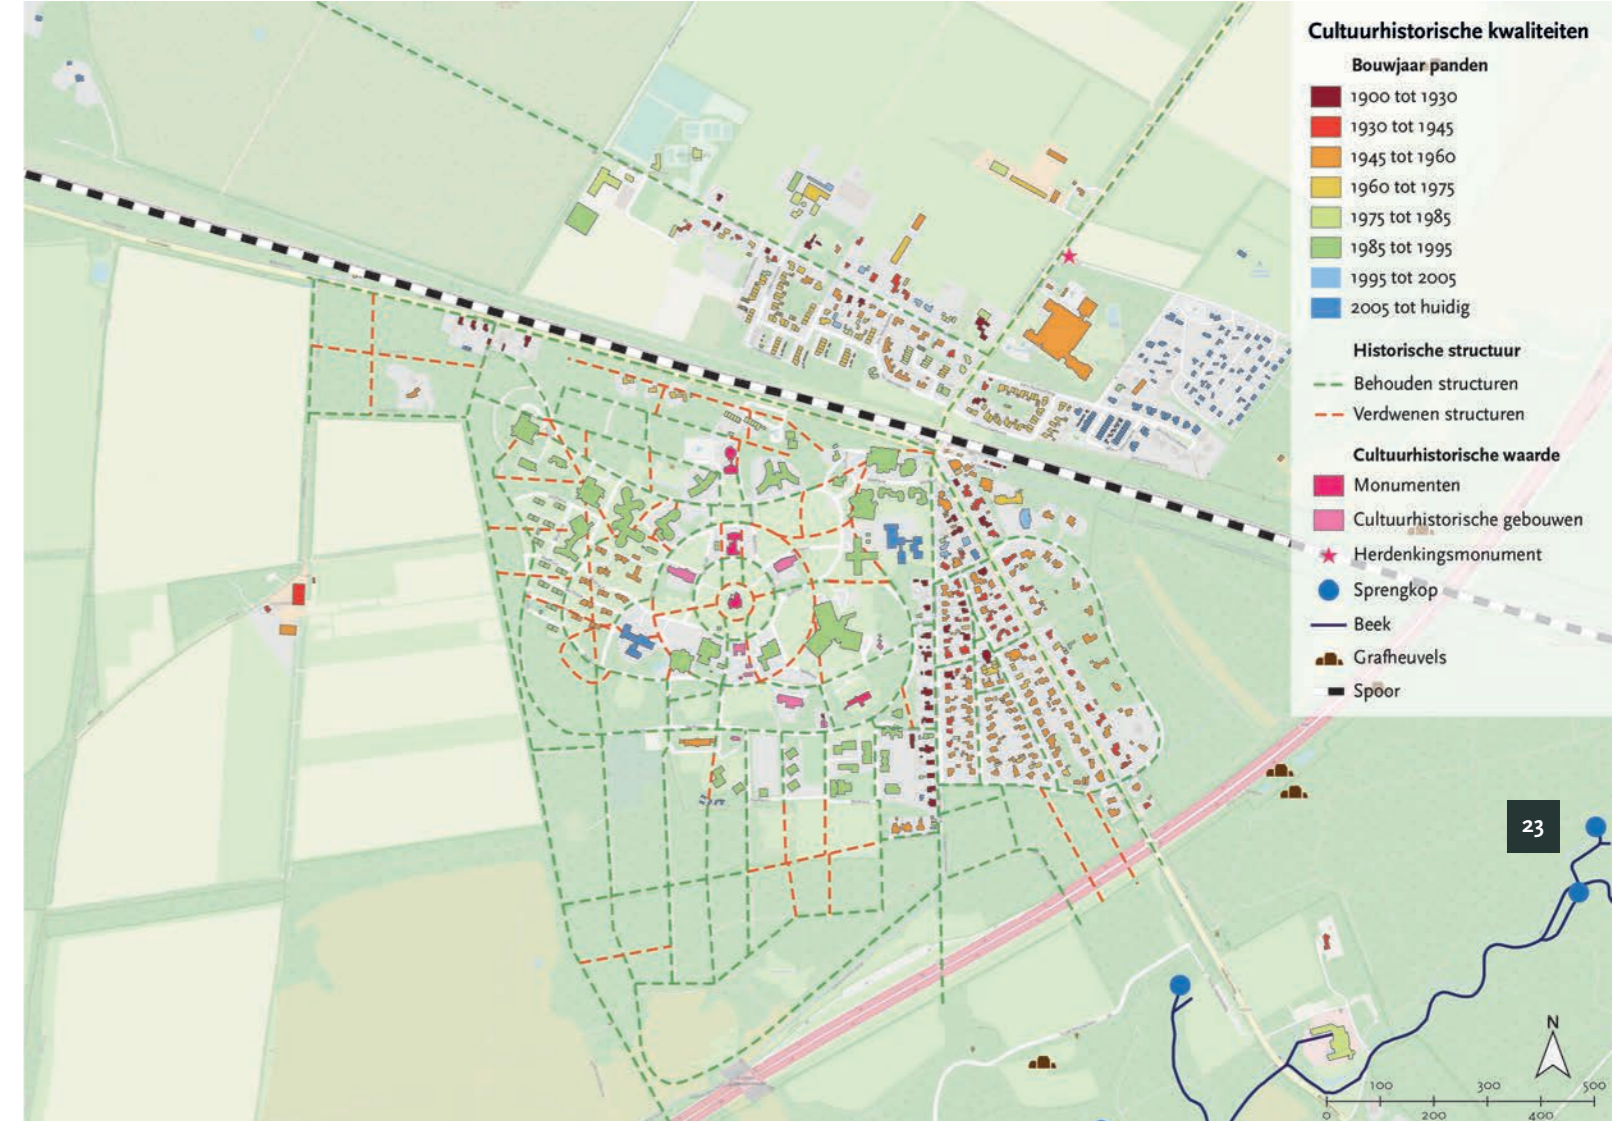 Cultuurhistorische kwaliteiten
Bouwjaar panden
1900 tot 1930
1930 tot 1945
1945 tot 1960
1960 tot 1975
1975 tot 1985
1985 tot 1995
1995 tot 2005
2005 tot huidig
Historische structuur
Behouden structuren
Verdwenen structuren
Cultuurhistorische waarde
Monumenten
Cultuurhistorische gebouwen
Herdenkingsmonument
Sprengkop
Beek
Grafheuvels
Spoor
23
N
100 300 500
0 200 400